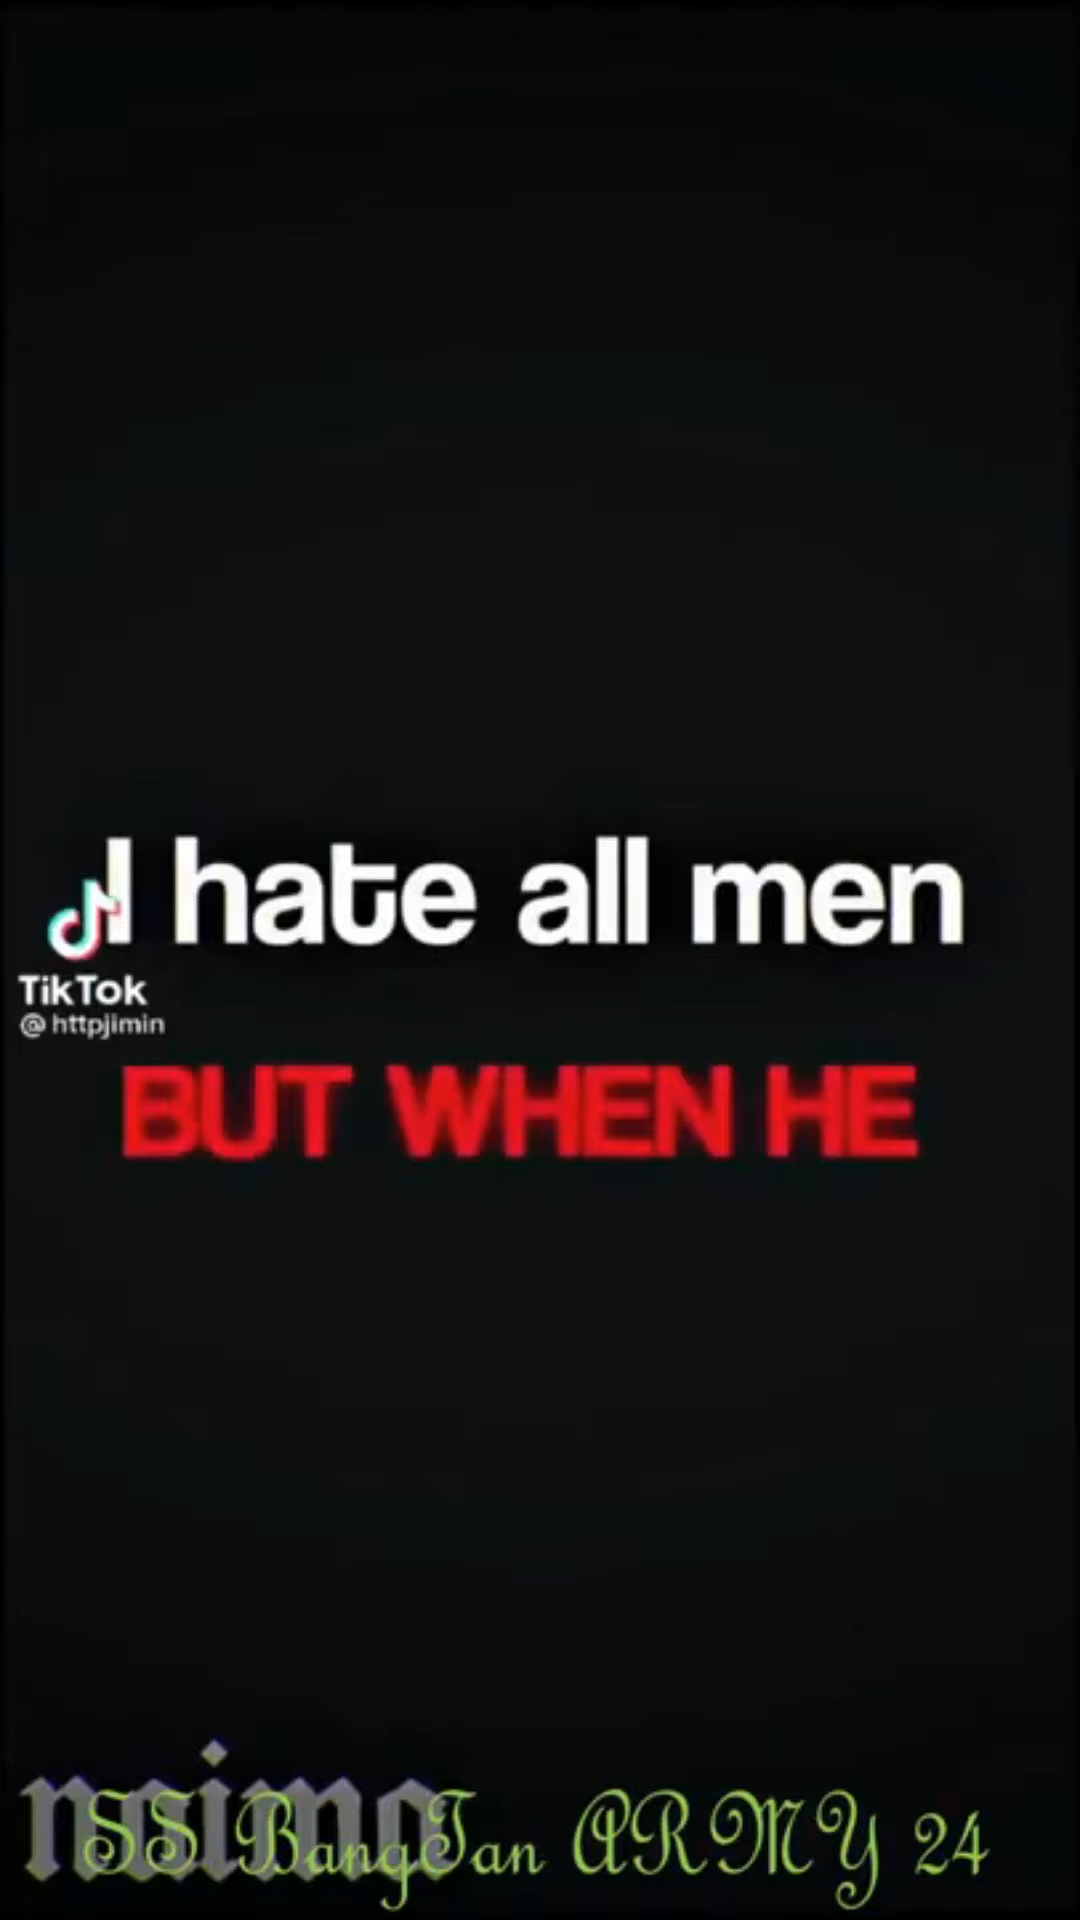 I hate all men
TikTok
@httpjimin
BUT WHEN HE
SS BangTan ARMY 24